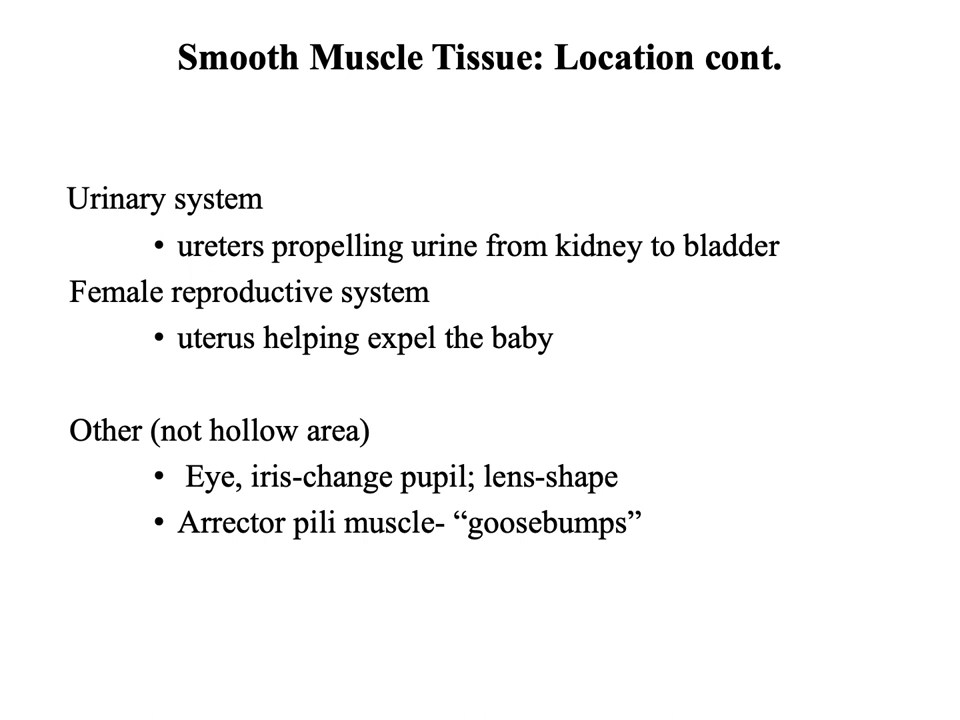 Smooth Muscle Tissue: Location cont.
Urinary system
• ureters propelling urine from kidney to bladder
Female reproductive system
• uterus helping expel the baby
Other (not hollow area)
• Eye, iris-change pupil; lens-shape
• Arrector pili muscle- “goosebumps”